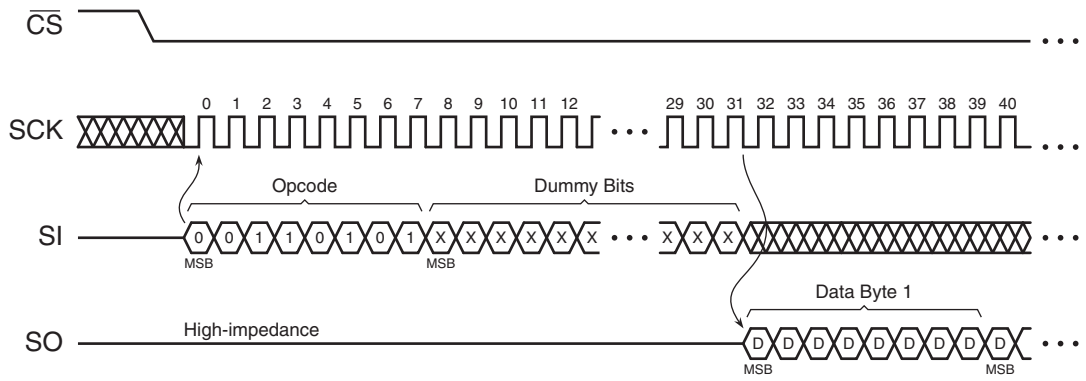 CS
• • •
0 1 2 3 4 5 6 7 8 9 10 11 12 29 30 31 32 33 34 35 36 37 38 39 40
SCK • • • • • •
Opcode Dummy Bits
SI 0 0 1 1 0 1 0 1 X X X X X X • • • X X X • • •
MSB MSB
Data Byte 1
High-impedance
SO D D D D D D D D D • • •
MSB MSB